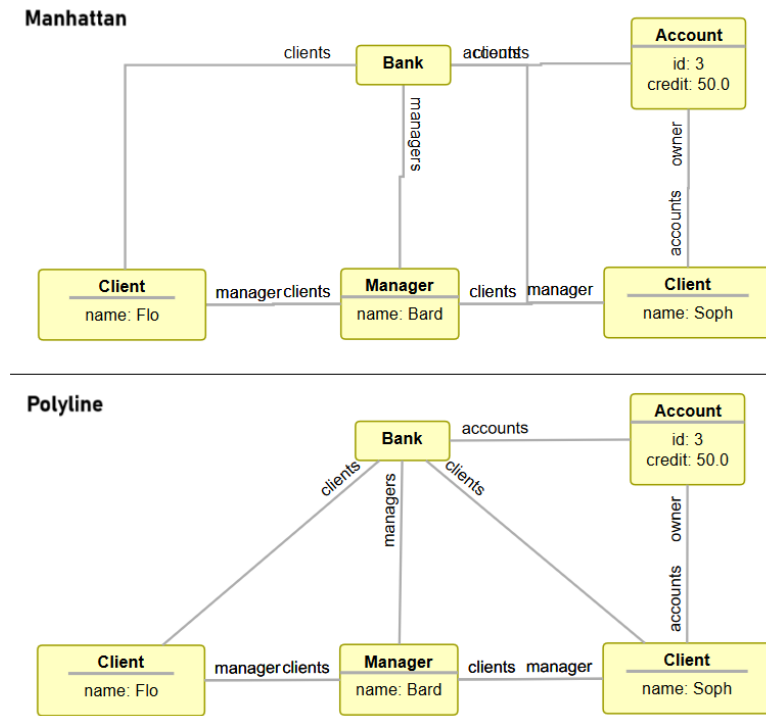 Manhattan
clients
Bank
accounts
clients
Account
id: 3
credit: 50.0
managers
owner
accounts
Client
name: Flo
manager
clients
Manager
name: Bard
clients
manager
Client
name: Soph
Polyline
Bank
accounts
Account
id: 3
credit: 50.0
clients
managers
clients
owner
accounts
Client
name: Flo
manager
clients
Manager
name: Bard
clients
manager
Client
name: Soph